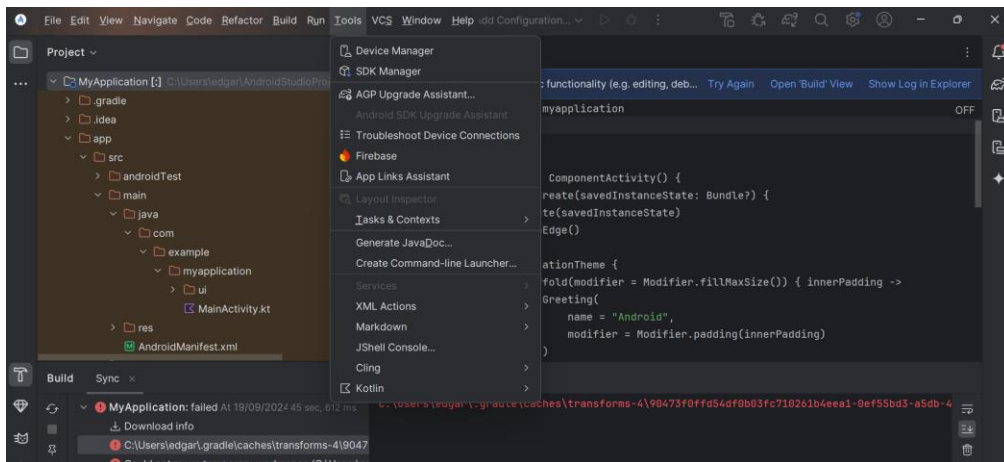 File Edit View Navigate Code Refactor Build Run Tools VCS Window Help dd Configuration...
Project
Device Manager
SDK Manager
AGP Upgrade Assistant...
Android SDK Upgrade Assistant
Troubleshoot Device Connections
Firebase
App Links Assistant
Layout Inspector
Tasks & Contexts
Generate JavaDoc...
Create Command-line Launcher...
Services
XML Actions
Markdown
JShell Console...
Cling
Kotlin
MyApplication [:] C:\Users\edgar\AndroidStudioPro
.gradle
.idea
app
src
androidTest
main
java
com
example
myapplication
ui
MainActivity.kt
res
AndroidManifest.xml
functionality (e.g. editing, deb... Try Again Open 'Build' View Show Log in Explorer
myapplication OFF
ComponentActivity() {
reate(savedInstanceState: Bundle?) {
te(savedInstanceState)
Edge()
ationTheme {
fold(modifier = Modifier.fillMaxSize()) { innerPadding ->
Greeting(
name = "Android",
modifier = Modifier.padding(innerPadding)
)
Build Sync
MyApplication: failed At 19/09/2024 45 sec, 612 ms
Download info
C:\Users\edgar\.gradle\caches\transforms-4\9047
C:\Users\edgar\.gradle\caches\transforms-4\90473f0ffd54df0b03fc710261b4eea1-0ef55bd3-a5db-4